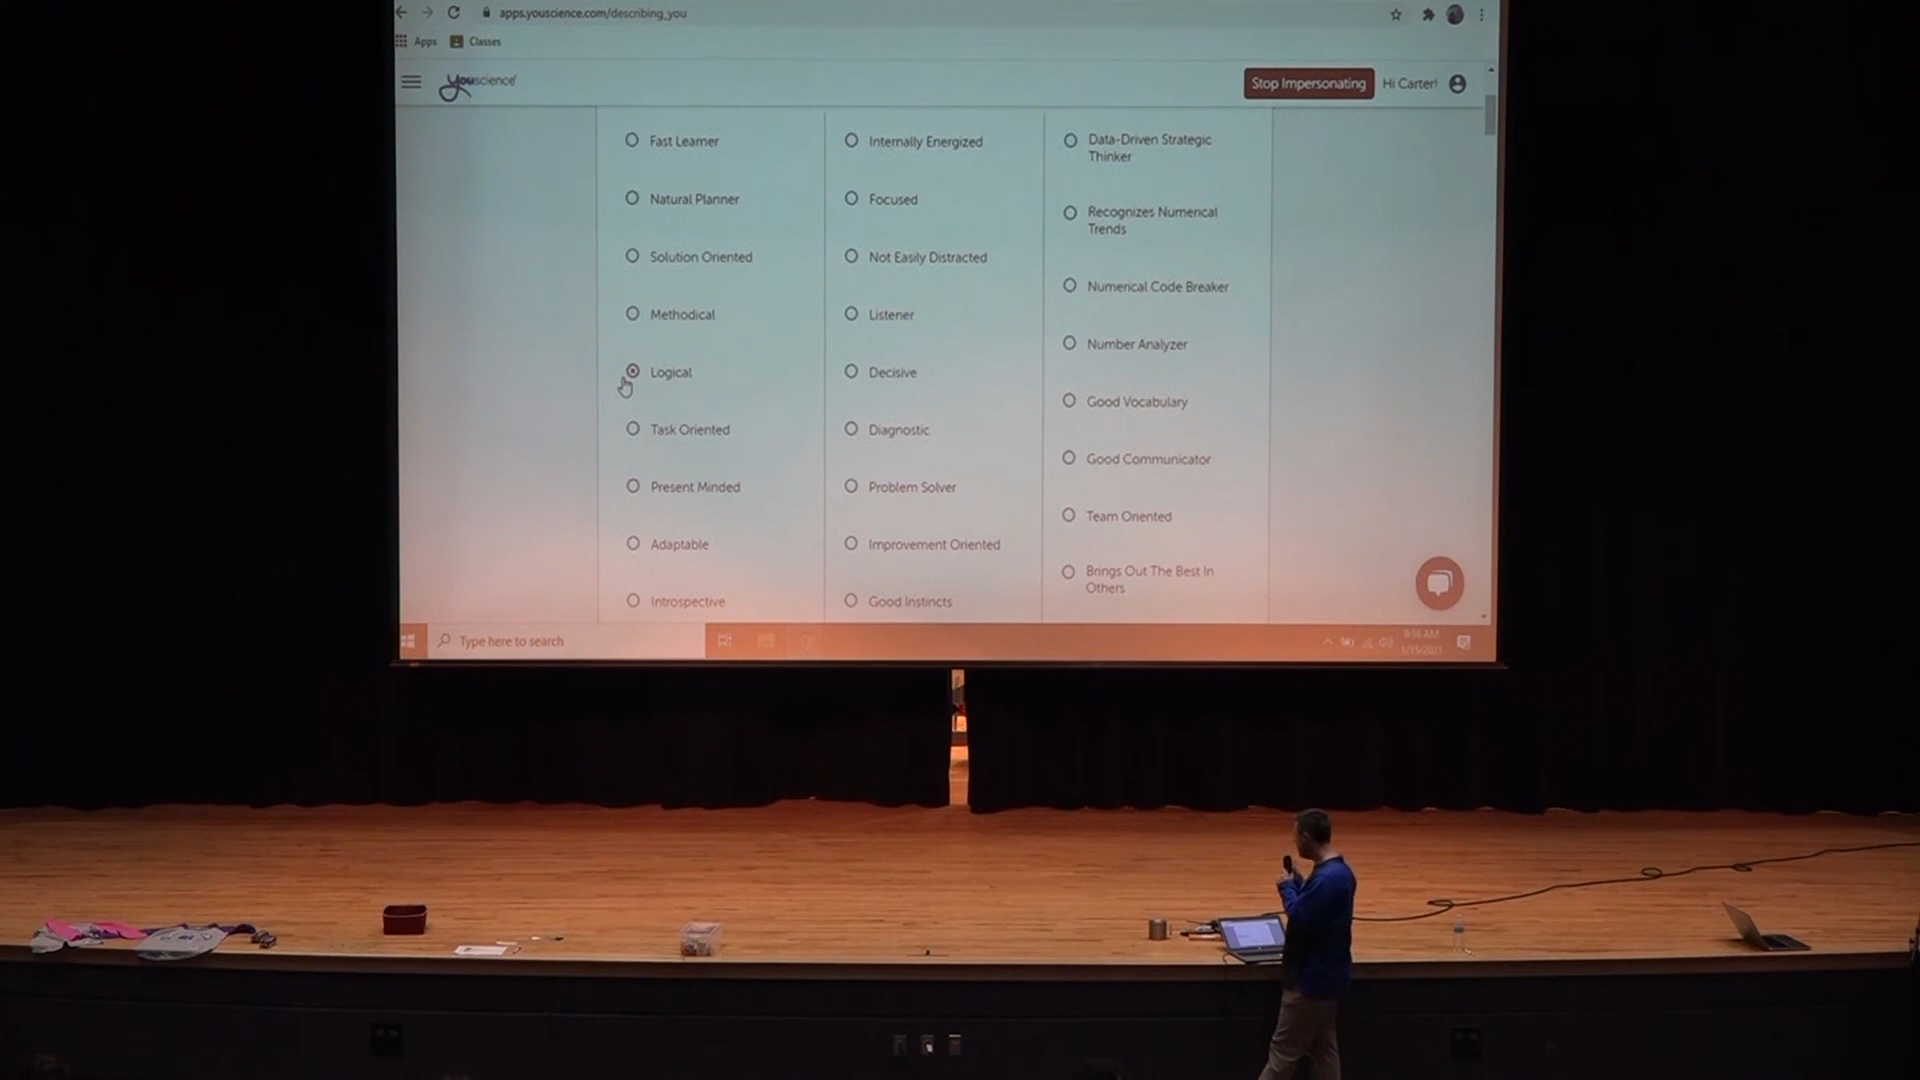 apps.youscience.com/describing_you
Apps
Classes
youscience
Stop Impersonating
Hi Carter!
Fast Learner
Natural Planner
Solution Oriented
Methodical
Logical
Task Oriented
Present Minded
Adaptable
Introspective
Internally Energized
Focused
Not Easily Distracted
Listener
Decisive
Diagnostic
Problem Solver
Improvement Oriented
Good Instincts
Data-Driven Strategic
Thinker
Recognizes Numerical
Trends
Numerical Code Breaker
Number Analyzer
Good Vocabulary
Good Communicator
Team Oriented
Brings Out The Best In
Others
Type here to search
9:16 AM